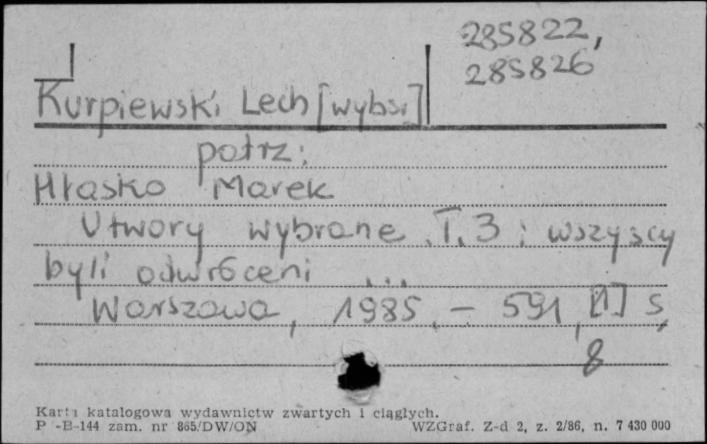 285822,
285826
Kurpiewski Lech [wybór]
patrz:
Hłasko Marek
Utwory wybrane. T. 3: wszyscy
byli odwróceni ...
Warszawa, 1985. - 591, [1] s,
8
Karta katalogowa wydawnictw zwartych i ciągłych.
P -B-144 zam. nr 865/DW/ON WZGraf. Z-d 2, z. 2/86, n. 7 430 000